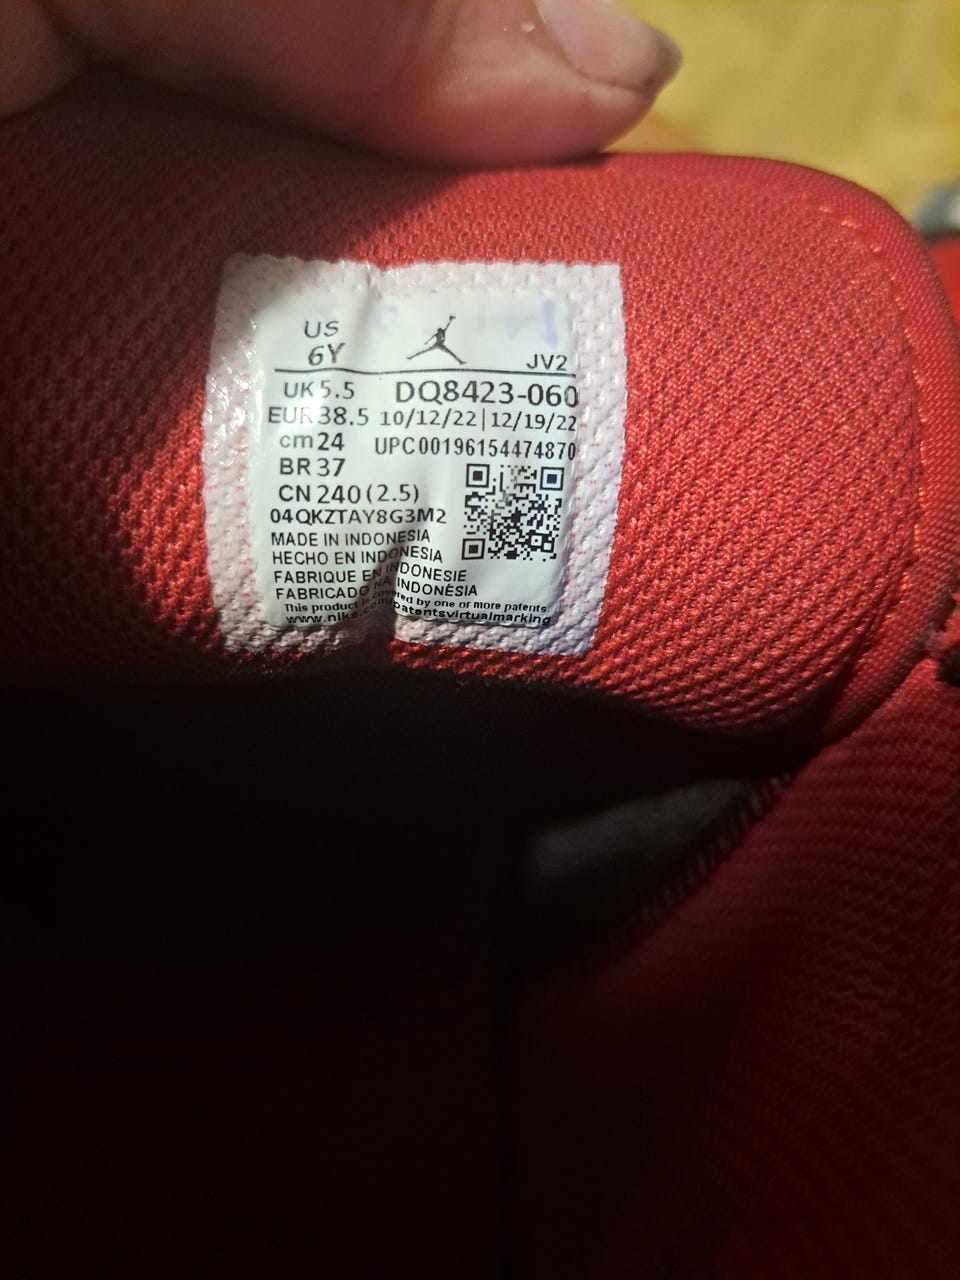 US
6Y
JV2
UK 5.5 DQ8423-060
EUR 38.5 10/12/22 | 12/19/22
cm 24 UPC 00196154474870
BR 37
CN 240 (2.5)
04QKZTAY8G3M2
MADE IN INDONESIA
HECHO EN INDONESIA
FABRIQUE EN INDONESIE
FABRICADO NA INDONÉSIA
This product is covered by one or more patents:
www.nike.com/patentsvirtualmarking